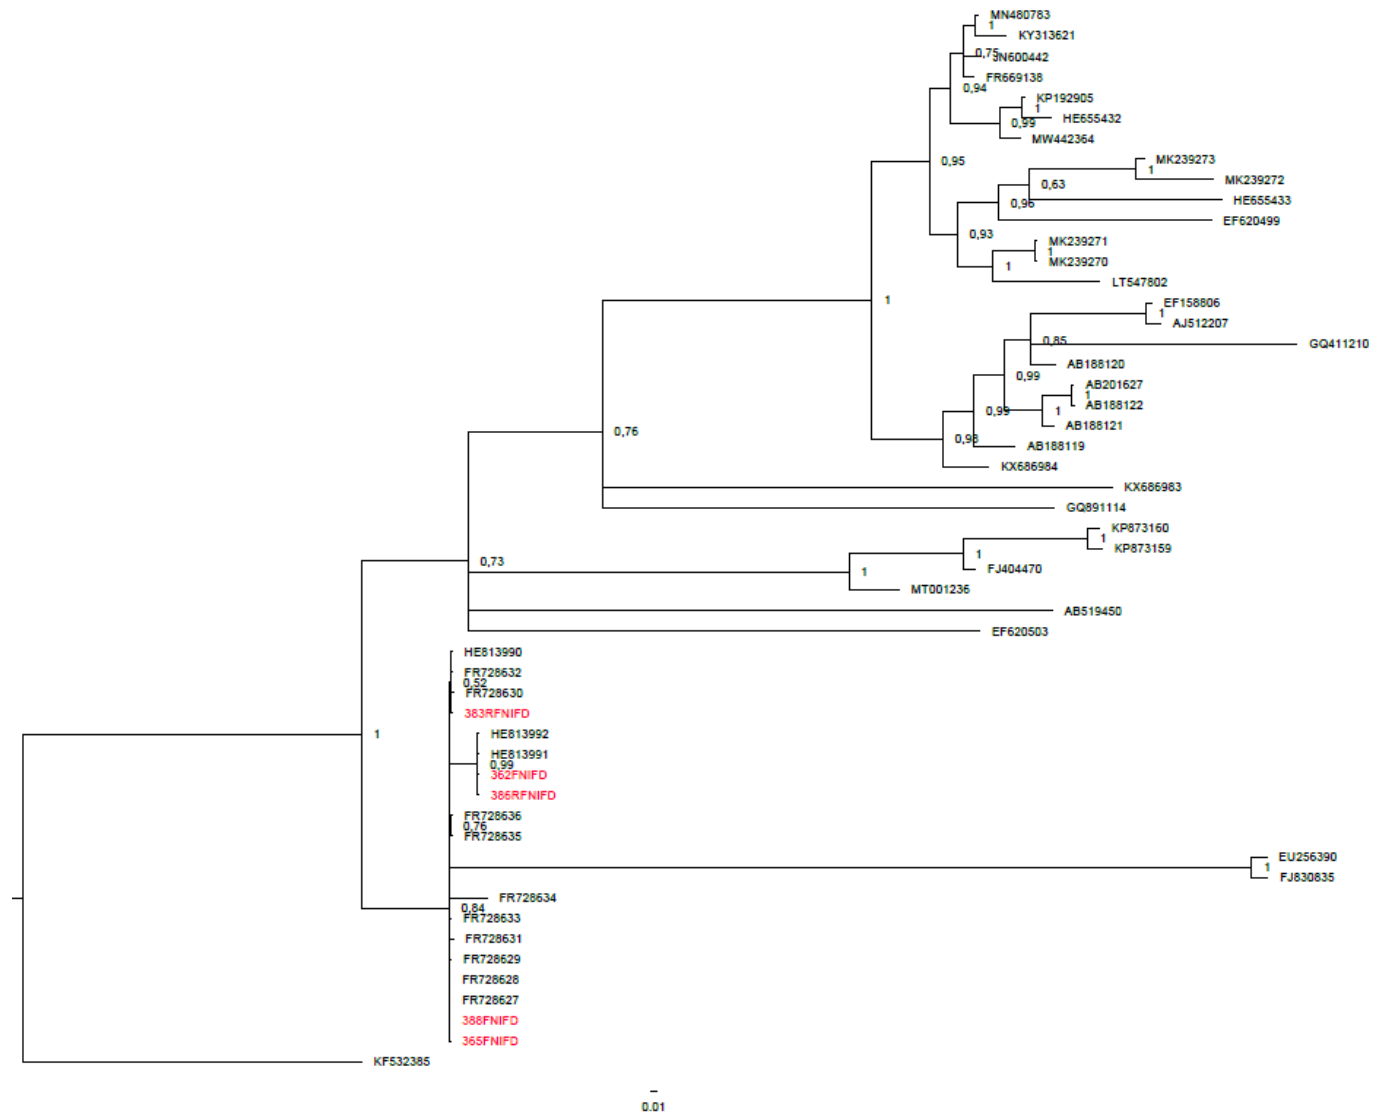 MN480783
1
KY313621
0,75
JN600442
FR669138
0,94
KP192905
1
HE655432
0,99
MW442364
MK239273
0,95
1
MK239272
0,63
HE655433
0,96
EF620499
0,93
MK239271
1
MK239270
1
LT547802
1
EF158806
1
AJ512207
0,85
GQ411210
AB188120
0,99
AB201627
1
AB188122
0,99
1
AB188121
0,98
AB188119
0,76
KX686984
KX686983
GQ891114
KP873160
1
KP873159
1
0,73
FJ404470
1
MT001236
AB519450
EF620503
HE813990
FR728632
0,52
FR728630
383RFNIFD
1
HE813992
HE813991
0,99
362FNIFD
386RFNIFD
FR728636
0,76
FR728635
EU256390
1
FJ830835
FR728634
0,84
FR728633
FR728631
FR728629
FR728628
FR728627
388FNIFD
365FNIFD
KF532385
0.01